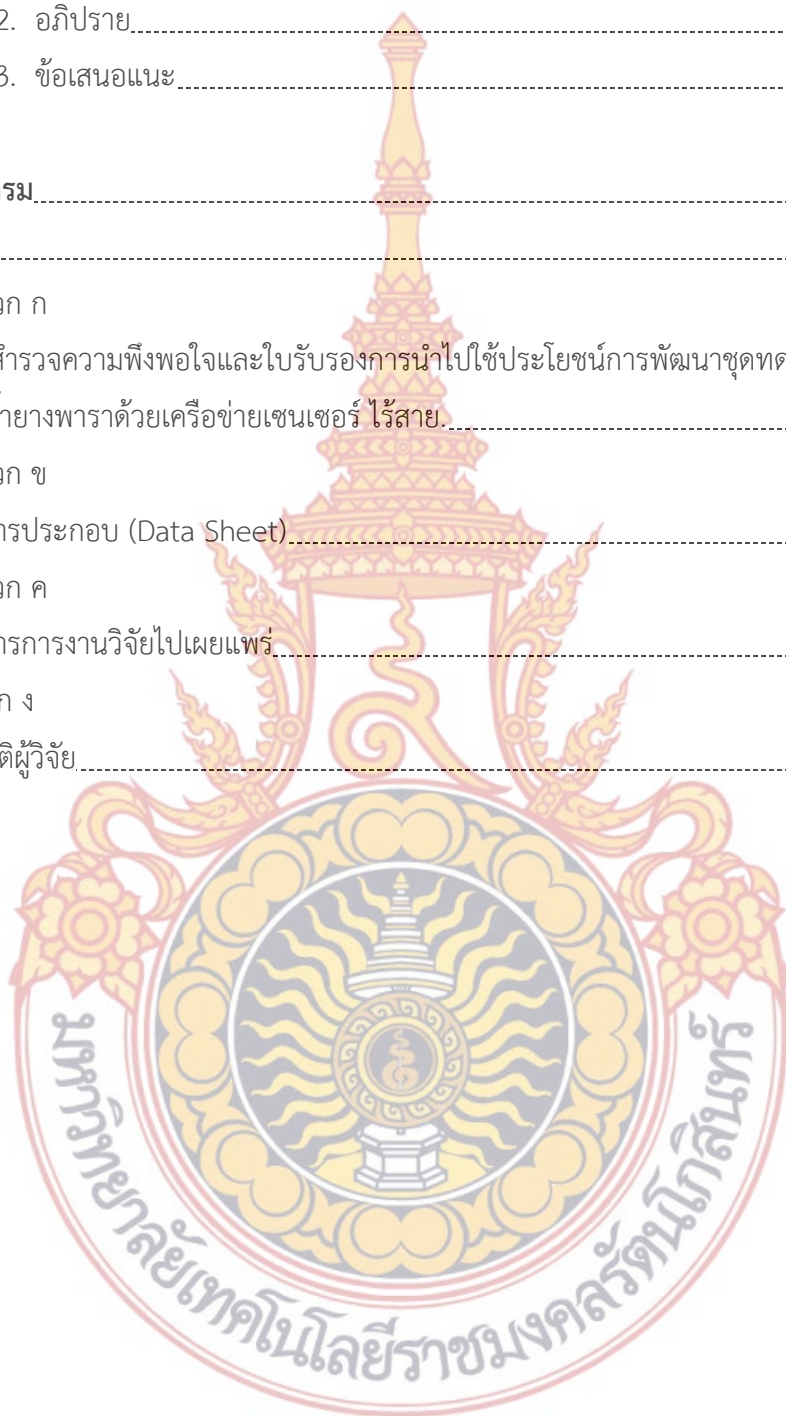 2. อภิปราย
3. ข้อเสนอแนะ
กรม
วก ก
สำรวจความพึงพอใจและใบรับรองการนำไปใช้ประโยชน์การพัฒนาชุดทด
ำยางพาราด้วยเครือข่ายเซนเซอร์ ไร้สาย.
วก ข
ารประกอบ (Data Sheet)
วก ค
ารการงานวิจัยไปเผยแพร่
ก ง
ติผู้วิจัย
มหาวิทยาลัยเทคโนโลยีราชมงคลรัตนโกสินทร์